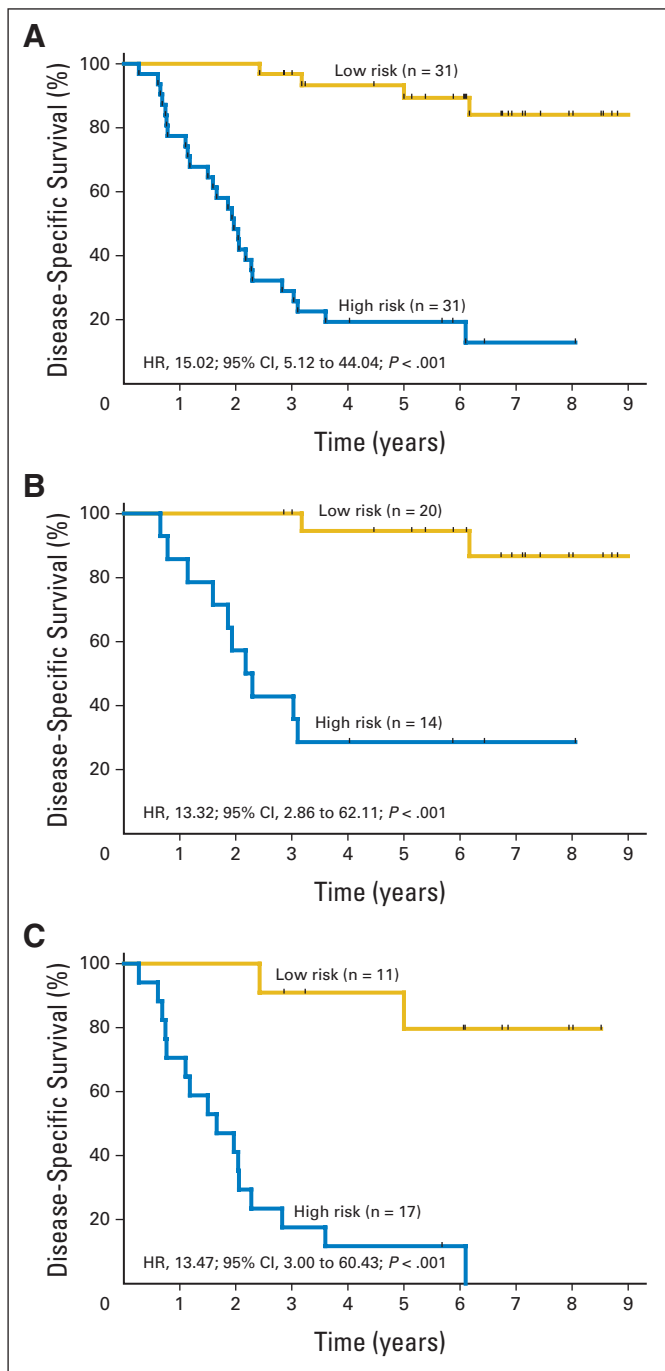 A
Disease-Specific Survival (%)
100
80
60
40
20
0
1 2 3 4 5 6 7 8 9
Time (years)
Low risk (n = 31)
High risk (n = 31)
HR, 15.02; 95% CI, 5.12 to 44.04; P < .001
B
Disease-Specific Survival (%)
100
80
60
40
20
0
1 2 3 4 5 6 7 8 9
Time (years)
Low risk (n = 20)
High risk (n = 14)
HR, 13.32; 95% CI, 2.86 to 62.11; P < .001
C
Disease-Specific Survival (%)
100
80
60
40
20
0
1 2 3 4 5 6 7 8 9
Time (years)
Low risk (n = 11)
High risk (n = 17)
HR, 13.47; 95% CI, 3.00 to 60.43; P < .001